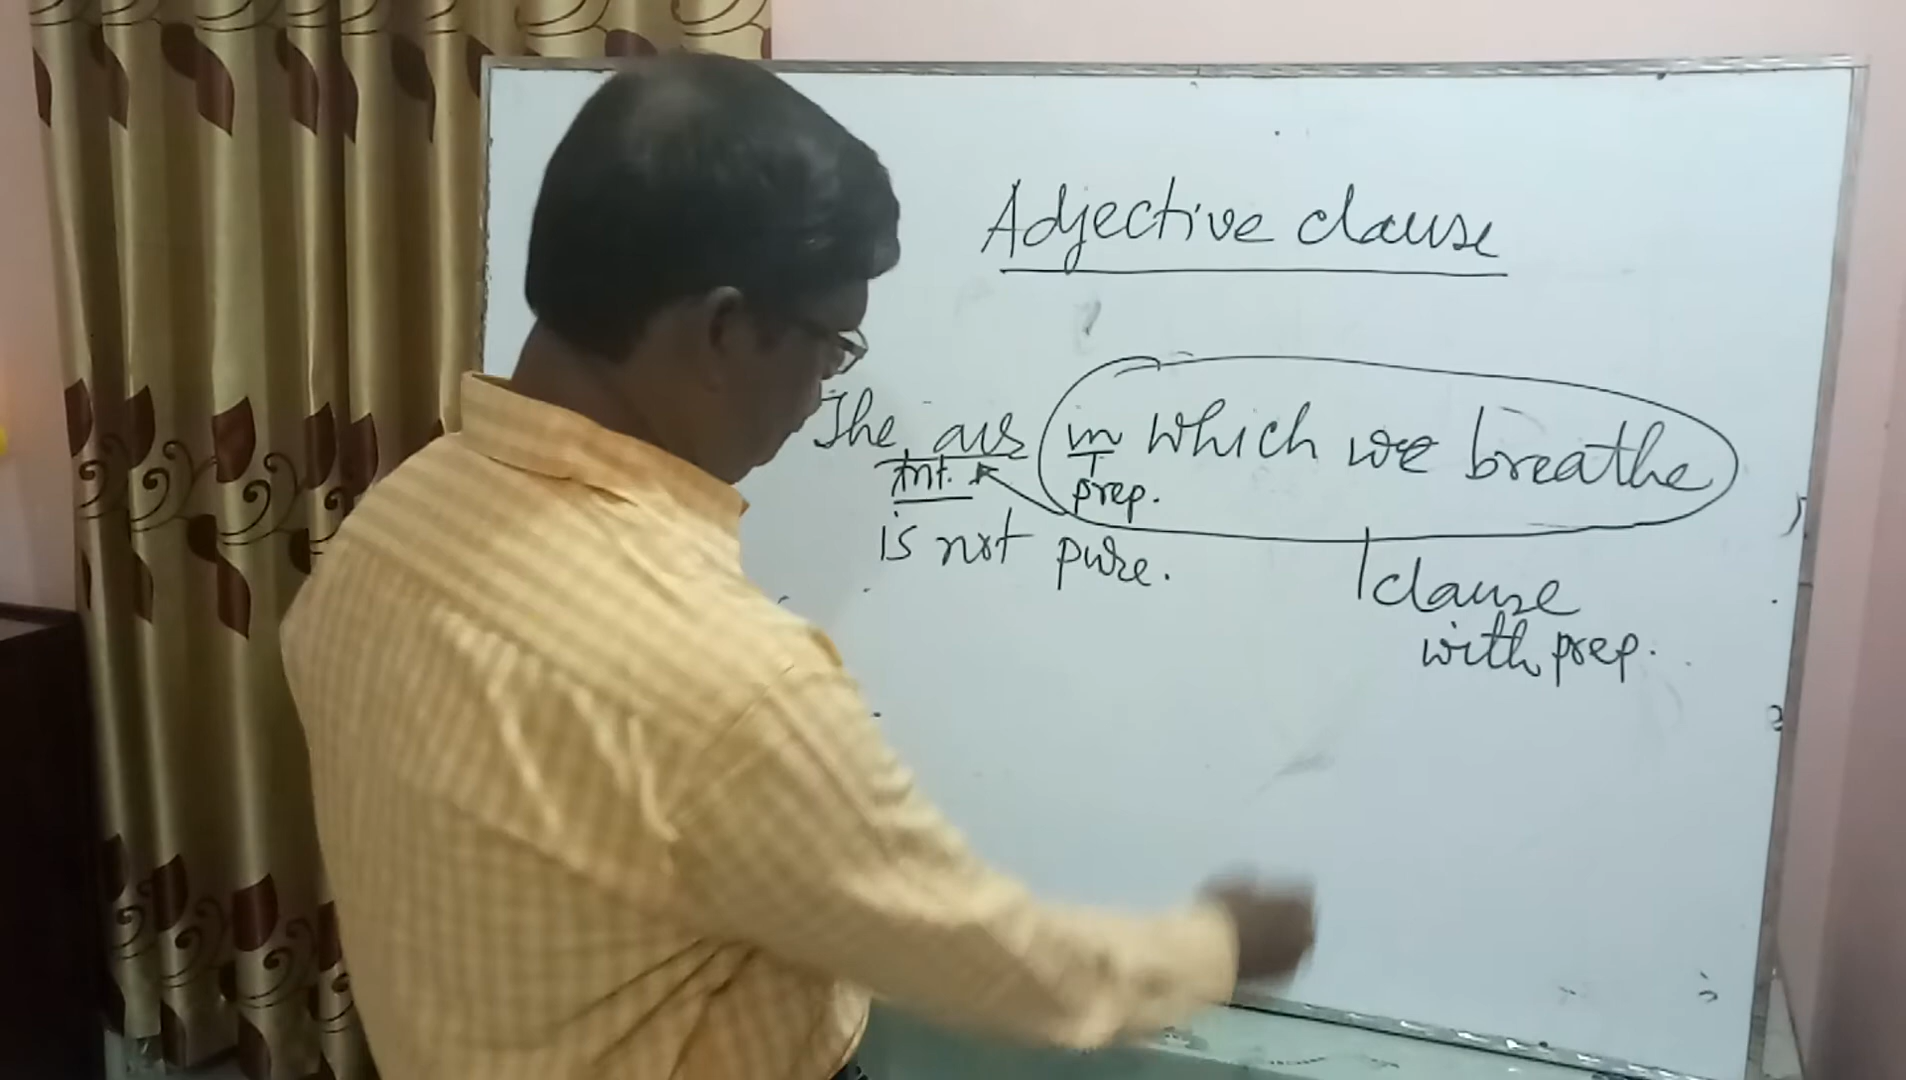 Adjective clause
The air in which we breathe
Ant. prep.
is not pure.
clause
with prep.